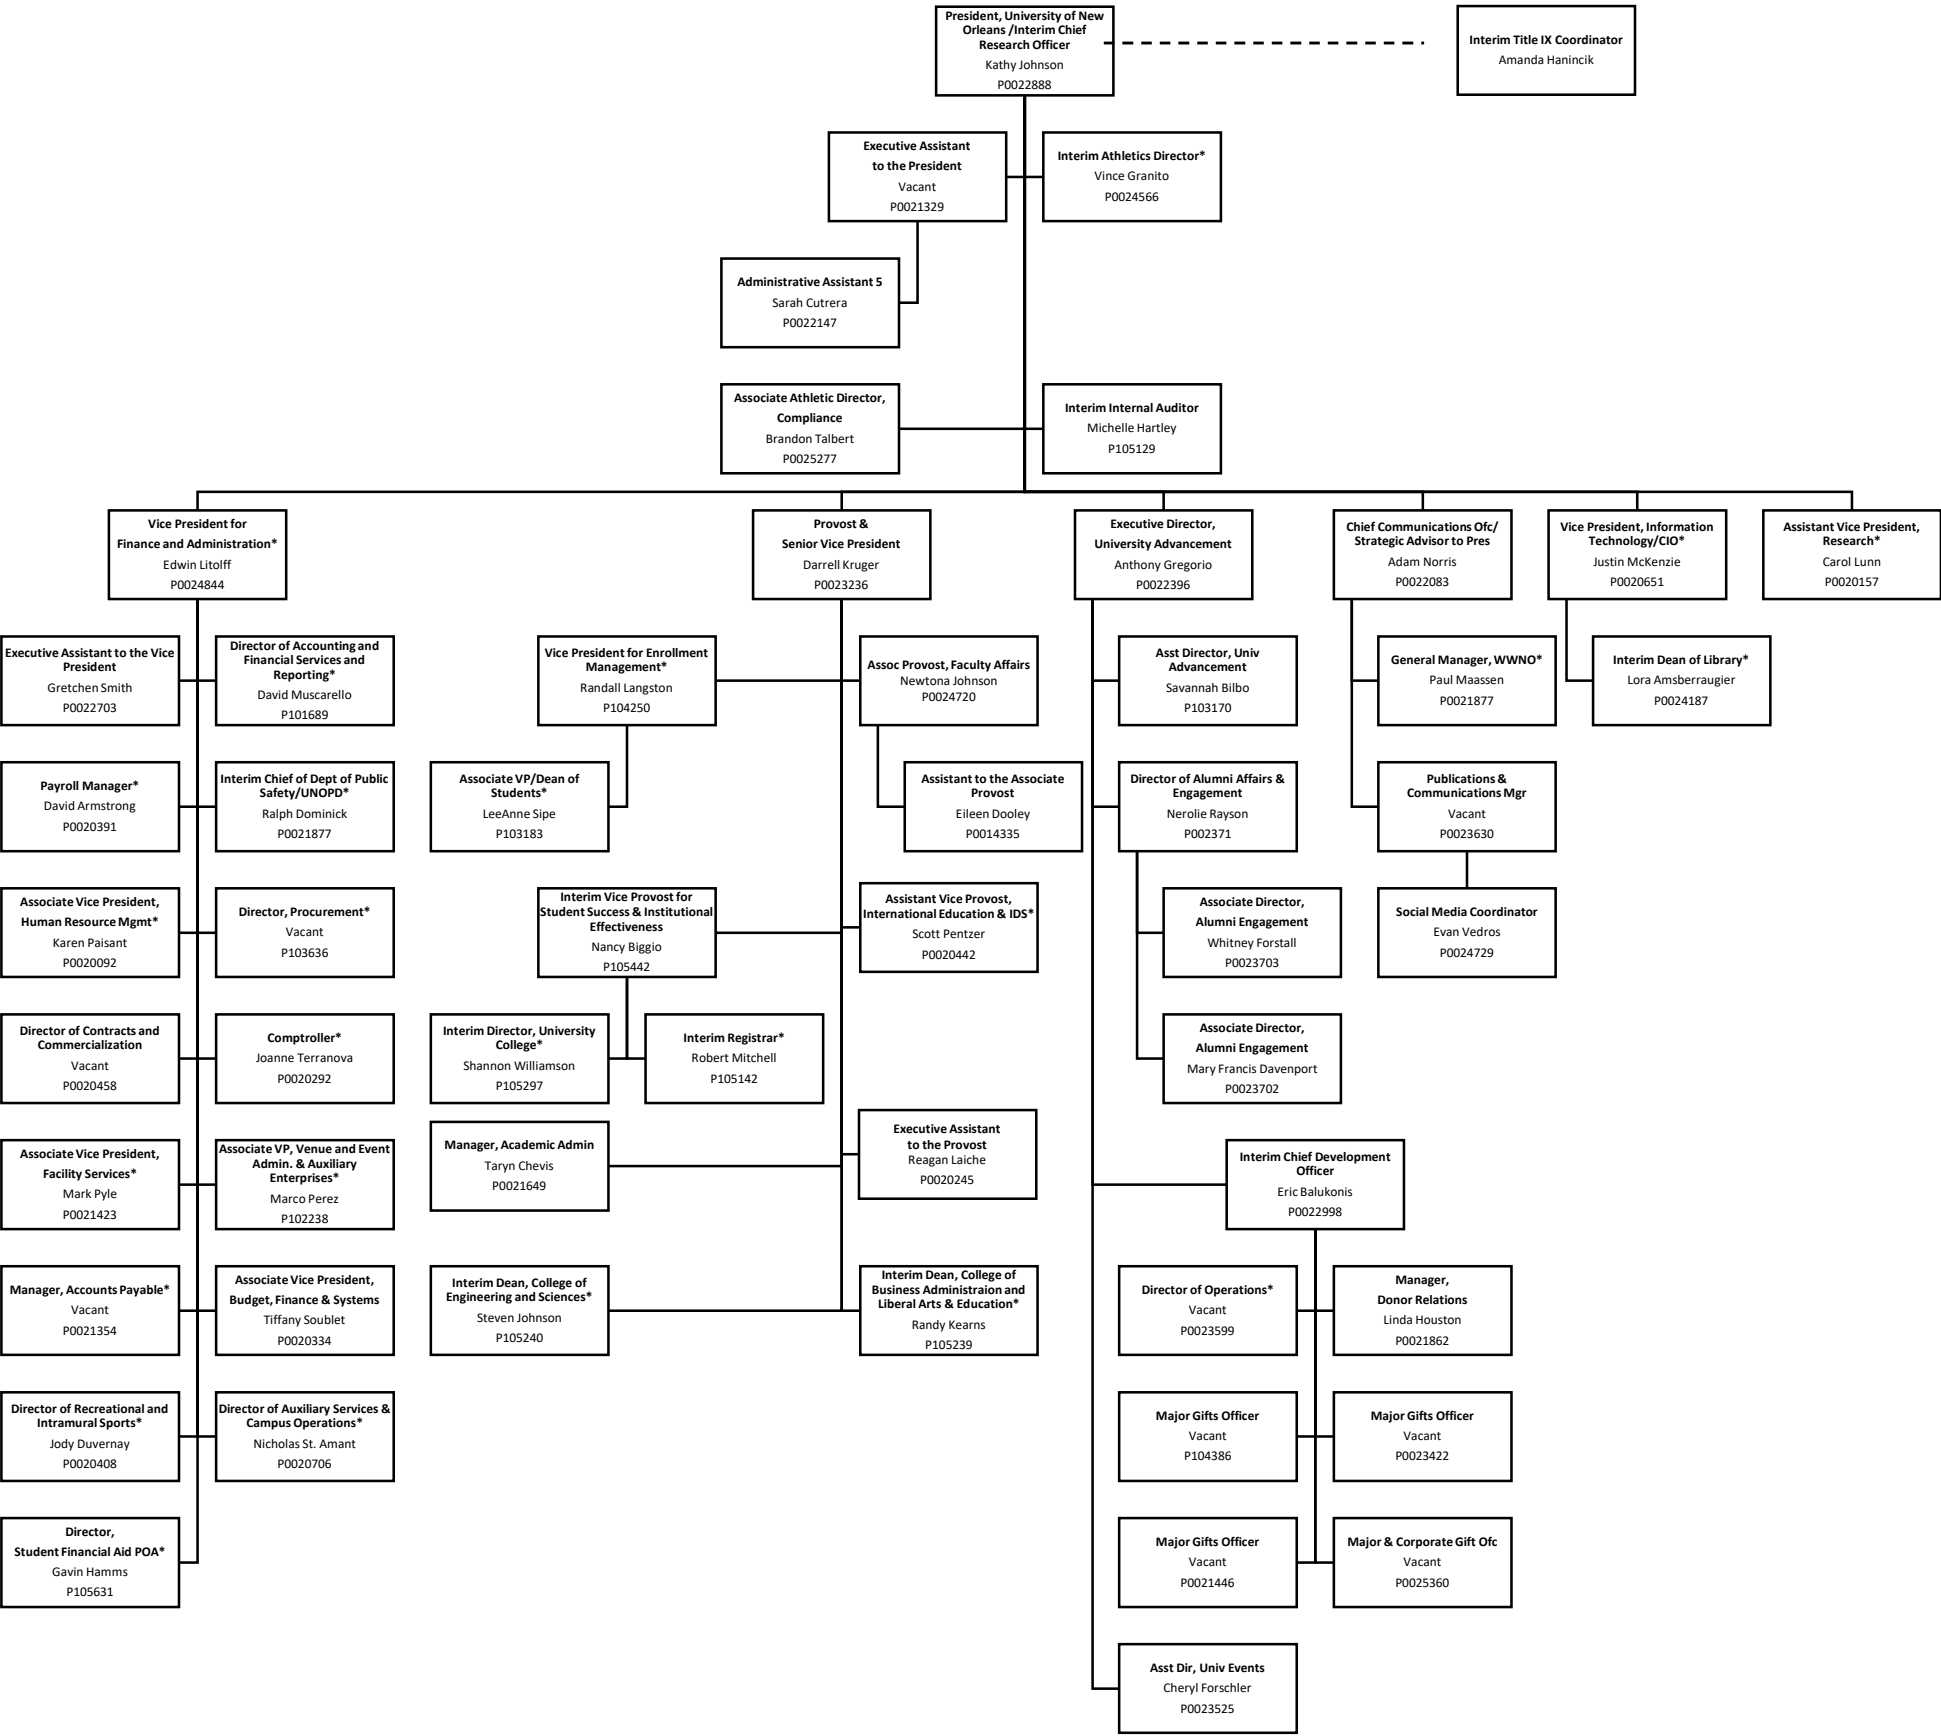 President, University of New
Orleans /Interim Chief
Research Officer
Kathy Johnson
P0022888
Interim Title IX Coordinator
Amanda Hanincik
Executive Assistant
to the President
Vacant
P0021329
Interim Athletics Director*
Vince Granito
P0024566
Administrative Assistant 5
Sarah Cutrera
P0022147
Associate Athletic Director,
Compliance
Brandon Talbert
P0025277
Interim Internal Auditor
Michelle Hartley
P105129
Vice President for
Finance and Administration*
Edwin Litolff
P0024844
Provost &
Senior Vice President
Darrell Kruger
P0023236
Executive Director,
University Advancement
Anthony Gregorio
P0022396
Chief Communications Ofc/
Strategic Advisor to Pres
Adam Norris
P0022083
Vice President, Information
Technology/CIO*
Justin McKenzie
P0020651
Assistant Vice President,
Research*
Carol Lunn
P0020157
Executive Assistant to the Vice
President
Gretchen Smith
P0022703
Director of Accounting and
Financial Services and
Reporting*
David Muscarello
P101689
Vice President for Enrollment
Management*
Randall Langston
P104250
Assoc Provost, Faculty Affairs
Newtona Johnson
P0024720
Asst Director, Univ
Advancement
Savannah Bilbo
P103170
General Manager, WWNO*
Paul Maassen
P0021877
Interim Dean of Library*
Lora Amsberraugier
P0024187
Payroll Manager*
David Armstrong
P0020391
Interim Chief of Dept of Public
Safety/UNOPD*
Ralph Dominick
P0021877
Associate VP/Dean of
Students*
LeeAnne Sipe
P103183
Assistant to the Associate
Provost
Eileen Dooley
P0014335
Director of Alumni Affairs &
Engagement
Nerolie Rayson
P002371
Publications &
Communications Mgr
Vacant
P0023630
Associate Vice President,
Human Resource Mgmt*
Karen Paisant
P0020092
Director, Procurement*
Vacant
P103636
Interim Vice Provost for
Student Success & Institutional
Effectiveness
Nancy Biggio
P105442
Assistant Vice Provost,
International Education & IDS*
Scott Pentzer
P0020442
Associate Director,
Alumni Engagement
Whitney Forstall
P0023703
Social Media Coordinator
Evan Vedros
P0024729
Director of Contracts and
Commercialization
Vacant
P0020458
Comptroller*
Joanne Terranova
P0020292
Interim Director, University
College*
Shannon Williamson
P105297
Interim Registrar*
Robert Mitchell
P105142
Associate Director,
Alumni Engagement
Mary Francis Davenport
P0023702
Associate Vice President,
Facility Services*
Mark Pyle
P0021423
Associate VP, Venue and Event
Admin. & Auxiliary
Enterprises*
Marco Perez
P102238
Manager, Academic Admin
Taryn Chevis
P0021649
Executive Assistant
to the Provost
Reagan Laiche
P0020245
Interim Chief Development
Officer
Eric Balukonis
P0022998
Manager, Accounts Payable*
Vacant
P0021354
Associate Vice President,
Budget, Finance & Systems
Tiffany Soublet
P0020334
Interim Dean, College of
Engineering and Sciences*
Steven Johnson
P105240
Interim Dean, College of
Business Administraion and
Liberal Arts & Education*
Randy Kearns
P105239
Director of Operations*
Vacant
P0023599
Manager,
Donor Relations
Linda Houston
P0021862
Director of Recreational and
Intramural Sports*
Jody Duvernay
P0020408
Director of Auxiliary Services &
Campus Operations*
Nicholas St. Amant
P0020706
Major Gifts Officer
Vacant
P104386
Major Gifts Officer
Vacant
P0023422
Director,
Student Financial Aid POA*
Gavin Hamms
P105631
Major Gifts Officer
Vacant
P0021446
Major & Corporate Gift Ofc
Vacant
P0025360
Asst Dir, Univ Events
Cheryl Forschler
P0023525